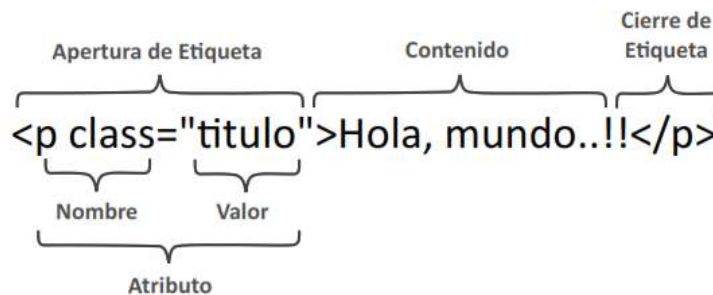 Cierre de
Apertura de Etiqueta Contenido Etiqueta
<p class="titulo">Hola, mundo..!!</p>
Nombre Valor
Atributo